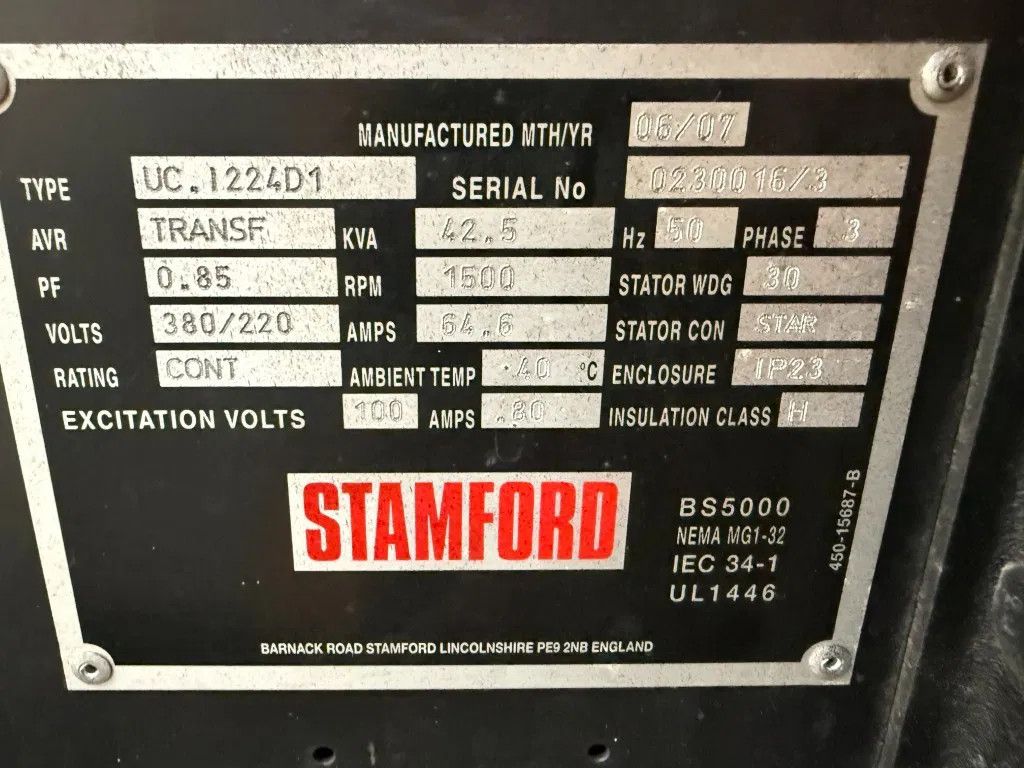 MANUFACTURED MTH/YR 06/07
TYPE UC.I224D1 SERIAL No 0230016/3
AVR TRANSF KVA 42.5 Hz 50 PHASE 3
PF 0.85 RPM 1500 STATOR WDG 30
VOLTS 380/220 AMPS 64.6 STATOR CON STAR
RATING CONT AMBIENT TEMP 40 °C ENCLOSURE IP23
EXCITATION VOLTS 100 AMPS INSULATION CLASS H
STAMFORD
BS5000
NEMA MG1-32
IEC 34-1
UL1446
450-15687-B
BARNACK ROAD STAMFORD LINCOLNSHIRE PE9 2NB ENGLAND